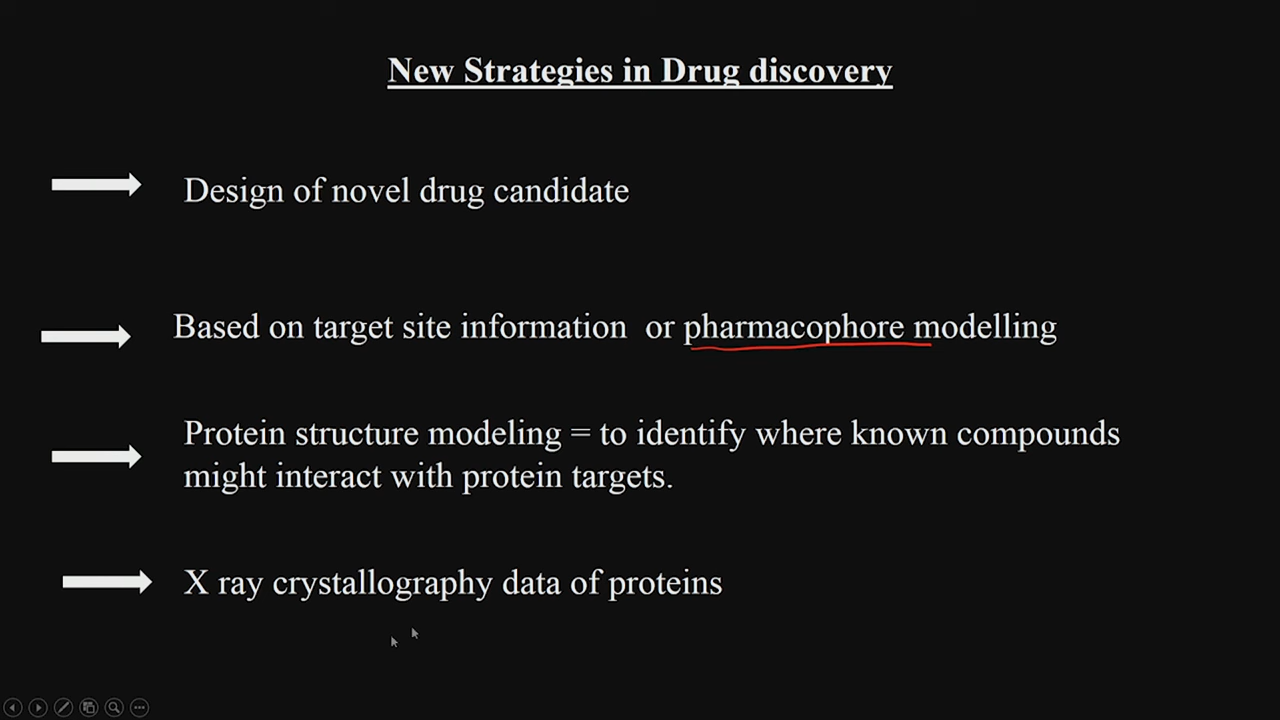 New Strategies in Drug discovery
Design of novel drug candidate
Based on target site information or pharmacophore modelling
Protein structure modeling = to identify where known compounds
might interact with protein targets.
X ray crystallography data of proteins